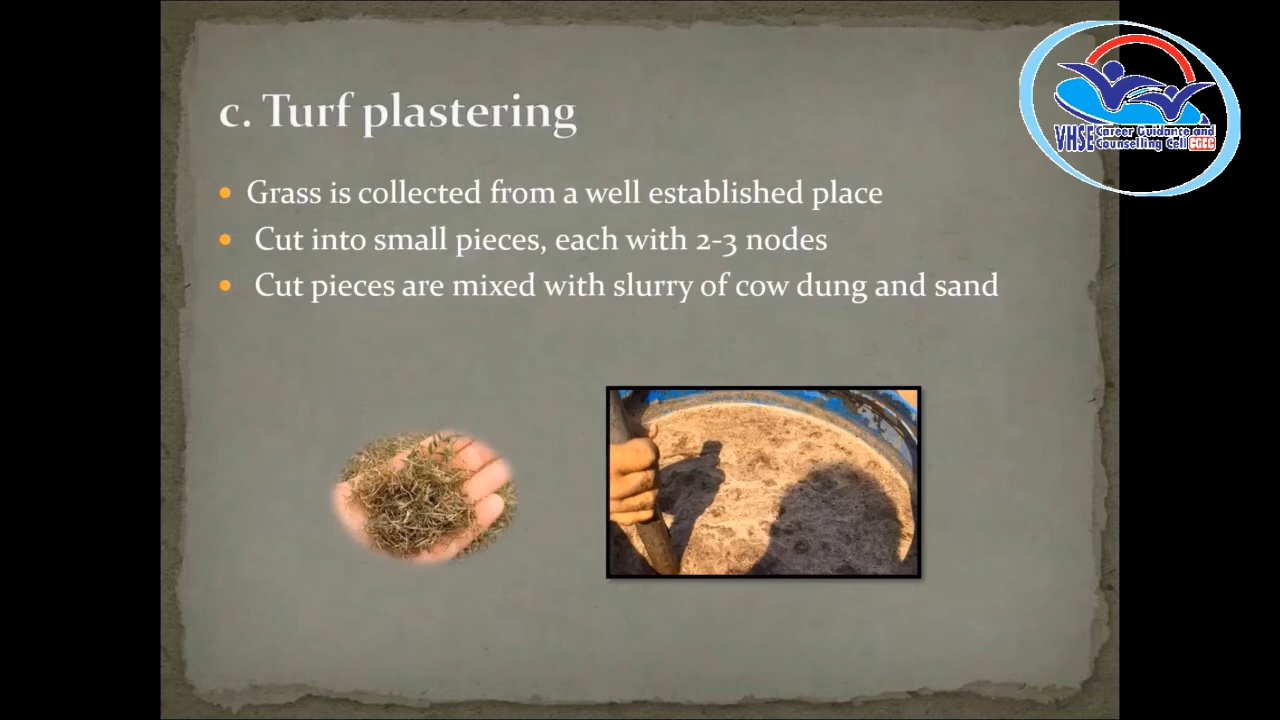 c. Turf plastering
Grass is collected from a well established place
Cut into small pieces, each with 2-3 nodes
Cut pieces are mixed with slurry of cow dung and sand
VHSE Career Guidance and
Counselling Cell CGCC